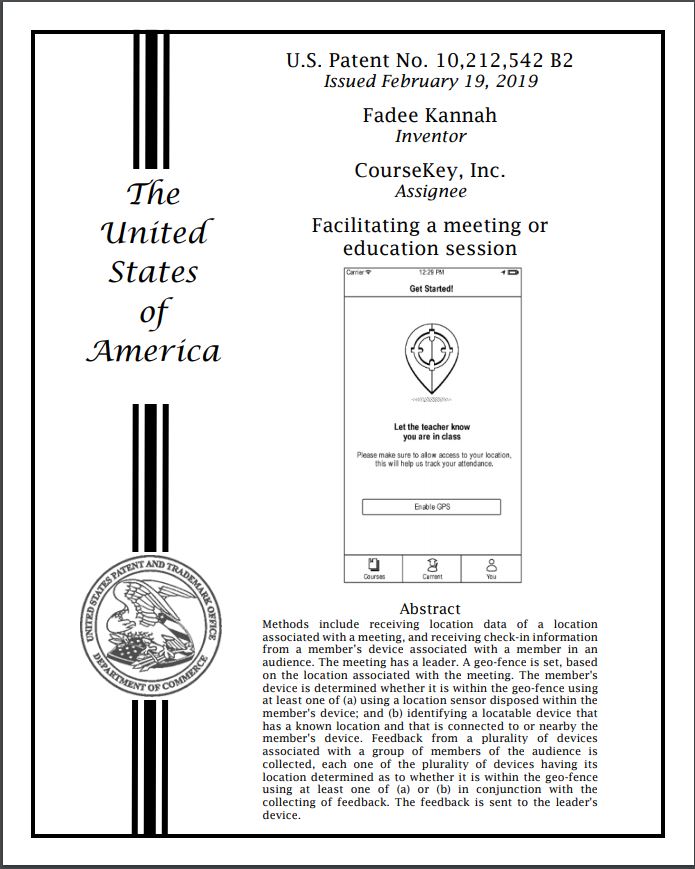 U.S. Patent No. 10,212,542 B2
Issued February 19, 2019
Fadee Kannah
Inventor
CourseKey, Inc.
Assignee
Facilitating a meeting or
education session
The
United
States
of
America
Carrier 12:29 PM
Get Started!
Let the teacher know
you are in class
Please make sure to allow access to your location,
this will help us track your attendance.
Enable GPS
Courses Current You
UNITED STATES PATENT AND TRADEMARK OFFICE
DEPARTMENT OF COMMERCE
Abstract
Methods include receiving location data of a location
associated with a meeting, and receiving check-in information
from a member's device associated with a member in an
audience. The meeting has a leader. A geo-fence is set, based
on the location associated with the meeting. The member's
device is determined whether it is within the geo-fence using
at least one of (a) using a location sensor disposed within the
member's device; and (b) identifying a locatable device that
has a known location and that is connected to or nearby the
member's device. Feedback from a plurality of devices
associated with a group of members of the audience is
collected, each one of the plurality of devices having its
location determined as to whether it is within the geo-fence
using at least one of (a) or (b) in conjunction with the
collecting of feedback. The feedback is sent to the leader's
device.